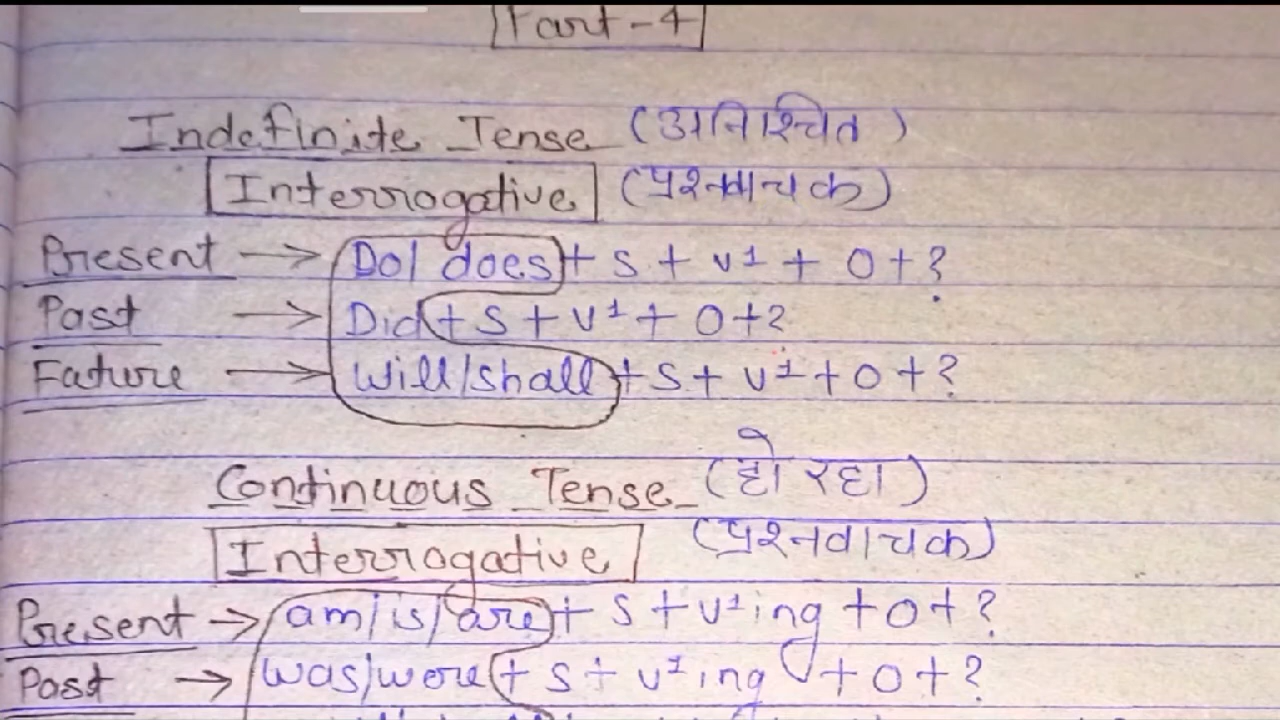 Part-4
Indefinite Tense (अनिश्चित)
Interrogative (प्रश्नवाचक)
Present → Do/does + S + V¹ + O + ?
Past → Did + S + V¹ + O + ?
Fature → Will/shall + S + V¹ + O + ?
Continuous Tense (हो रहा)
Interrogative (प्रश्नवाचक)
Present → am/is/are + S + V¹ing + O + ?
Past → was/were + S + V¹ing + O + ?